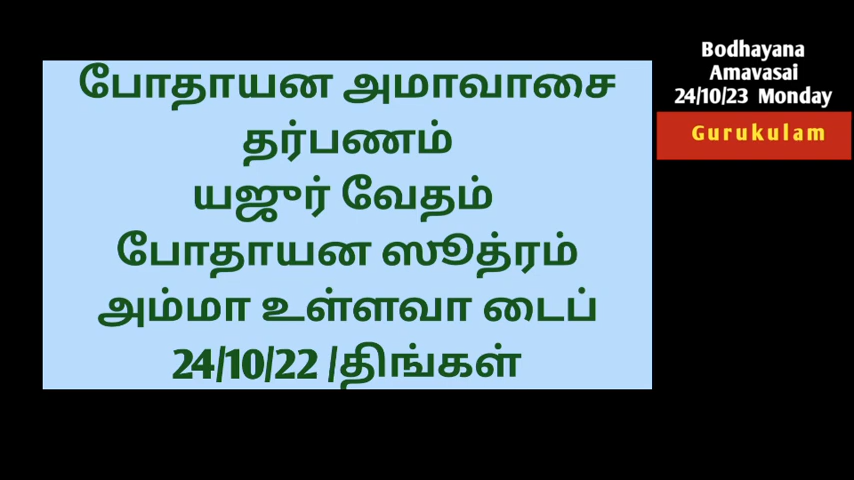 போதாயன அமாவாசை
தர்பணம்
யஜுர் வேதம்
போதாயன ஸூத்ரம்
அம்மா உள்ளவா டைப்
24/10/22 /திங்கள்
Bodhayana
Amavasai
24/10/23 Monday
Gurukulam